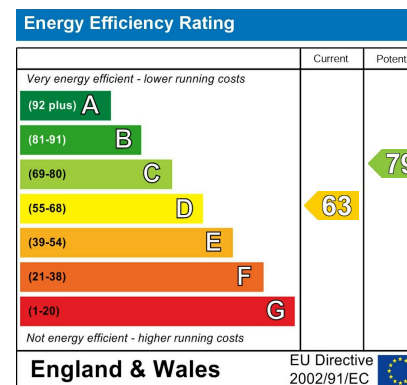 Energy Efficiency Rating
Current Potent
Very energy efficient - lower running costs
(92 plus) A
(81-91) B
(69-80) C
79
(55-68) D
63
(39-54) E
(21-38) F
(1-20) G
Not energy efficient - higher running costs
England & Wales
EU Directive
2002/91/EC